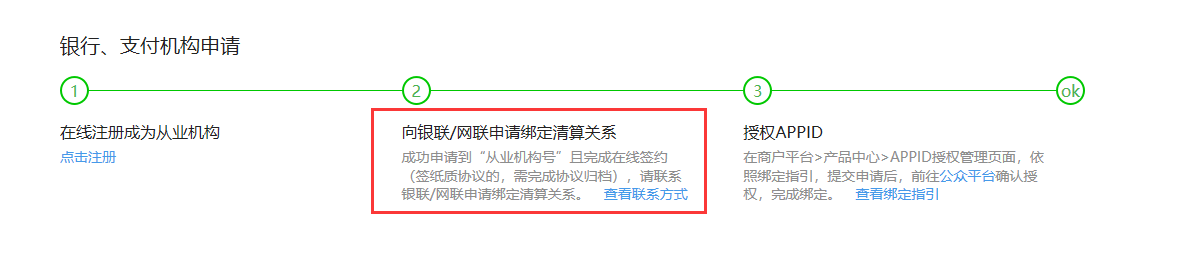 银行、支付机构申请
1
2
3
ok
在线注册成为从业机构
点击注册
向银联/网联申请绑定清算关系
成功申请到“从业机构号”且完成在线签约
（签纸质协议的，需完成协议归档），请联系
银联/网联申请绑定清算关系。 查看联系方式
授权APPID
在商户平台>产品中心>APPID授权管理页面，依
照绑定指引，提交申请后，前往公众平台确认授
权，完成绑定。 查看绑定指引